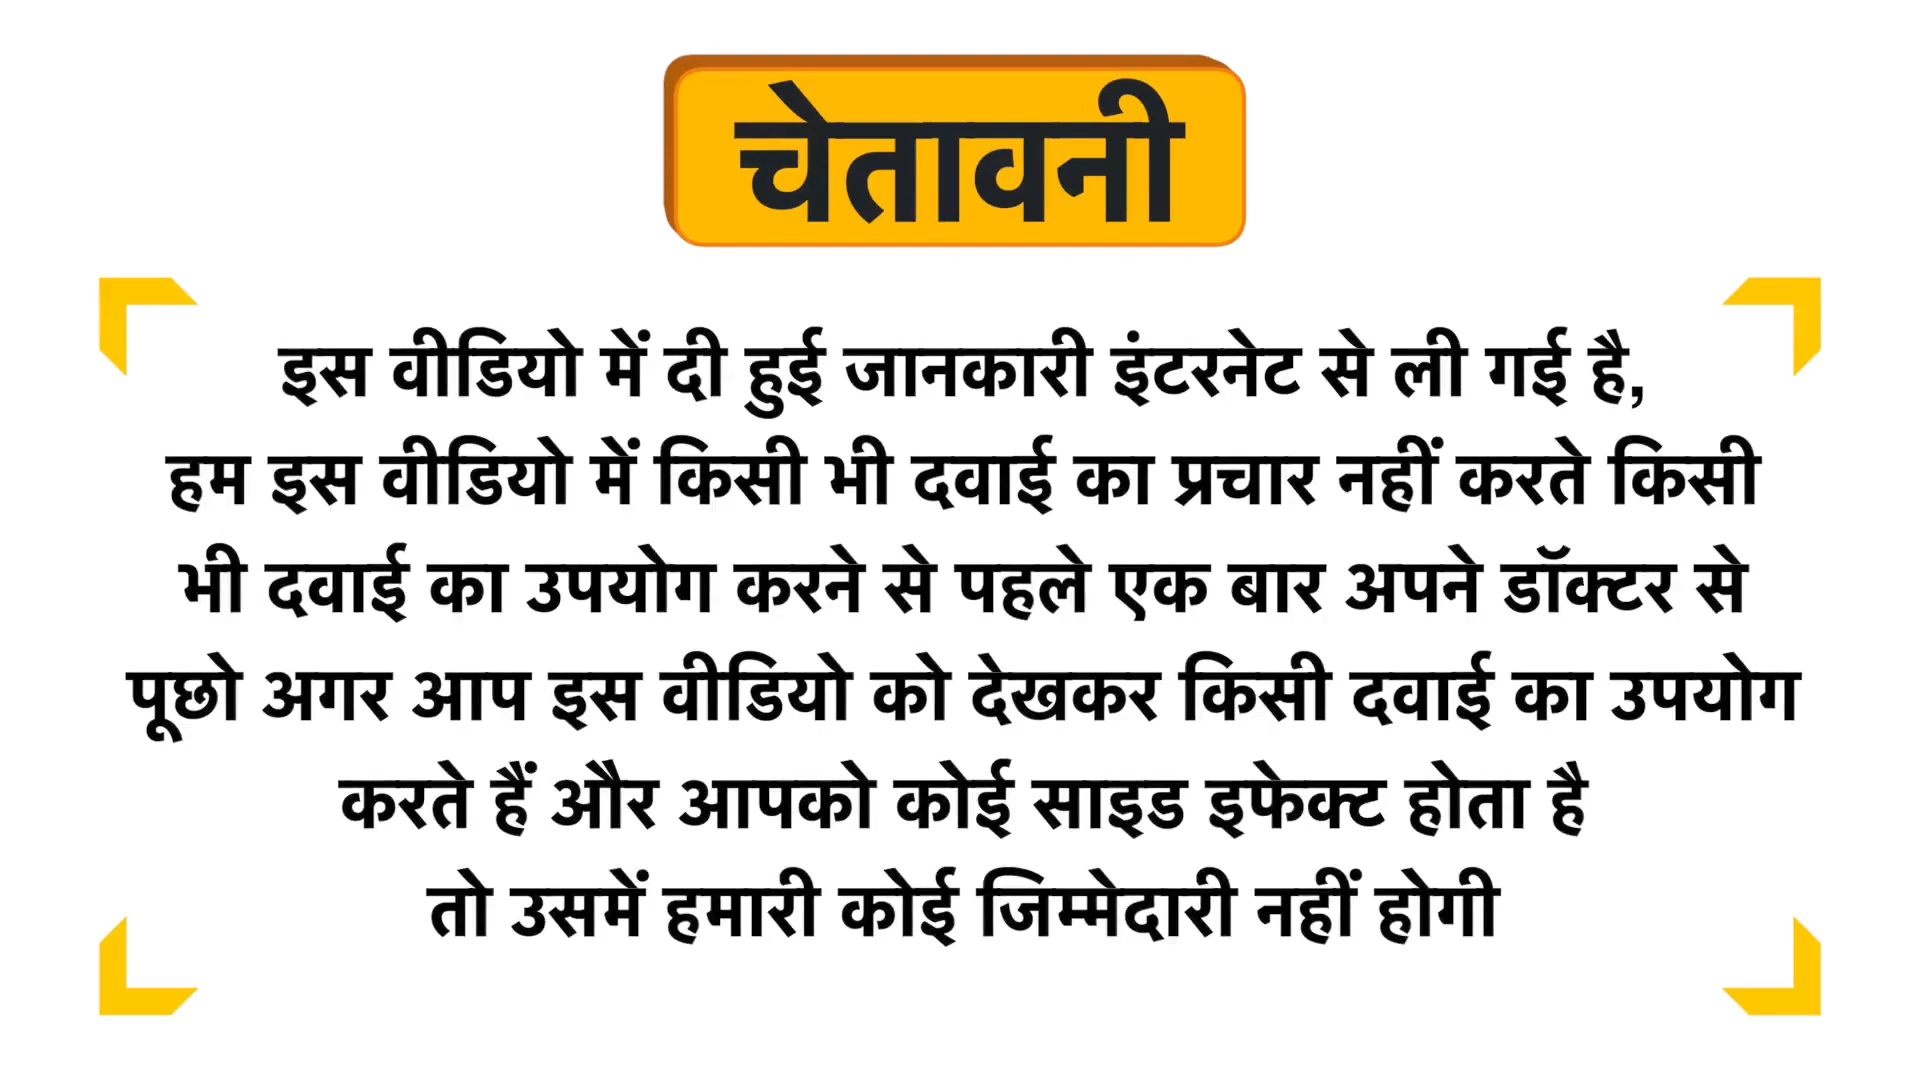 चेतावनी
इस वीडियो में दी हुई जानकारी इंटरनेट से ली गई है,
हम इस वीडियो में किसी भी दवाई का प्रचार नहीं करते किसी
भी दवाई का उपयोग करने से पहले एक बार अपने डॉक्टर से
पूछो अगर आप इस वीडियो को देखकर किसी दवाई का उपयोग
करते हैं और आपको कोई साइड इफेक्ट होता है
तो उसमें हमारी कोई जिम्मेदारी नहीं होगी